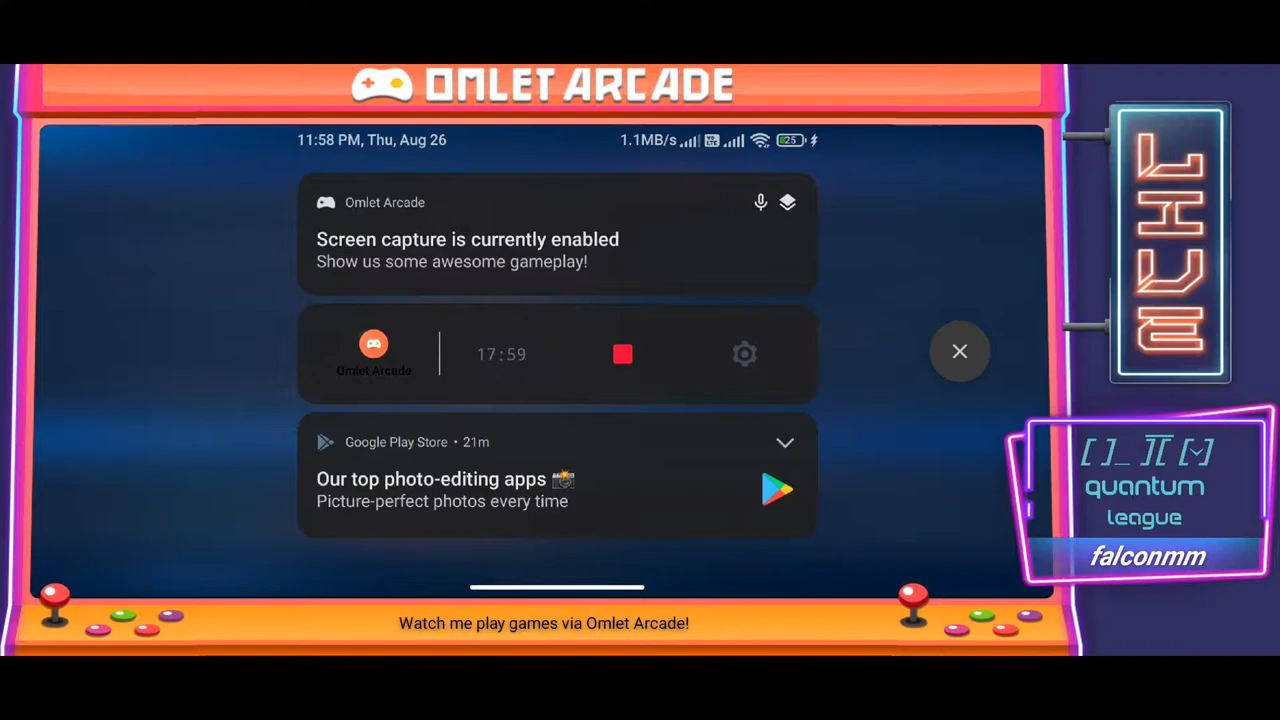 OMLET ARCADE
11:58 PM, Thu, Aug 26
1.1MB/s
25
Omlet Arcade
Screen capture is currently enabled
Show us some awesome gameplay!
Omlet Arcade
17:59
Google Play Store • 21m
Our top photo-editing apps 📸
Picture-perfect photos every time
LIVE
quantum
league
falconmm
Watch me play games via Omlet Arcade!